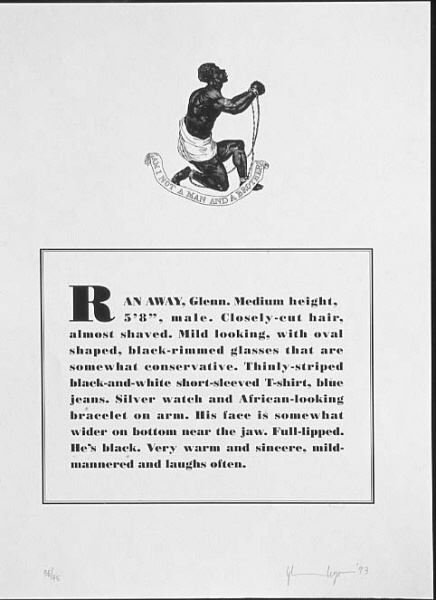 AM I NOT A MAN AND A BROTHER?
RAN AWAY, Glenn. Medium height,
5'8", male. Closely-cut hair,
almost shaved. Mild looking, with oval
shaped, black-rimmed glasses that are
somewhat conservative. Thinly-striped
black-and-white short-sleeved T-shirt, blue
jeans. Silver watch and African-looking
bracelet on arm. His face is somewhat
wider on bottom near the jaw. Full-lipped.
He's black. Very warm and sincere, mild-
mannered and laughs often.
'93